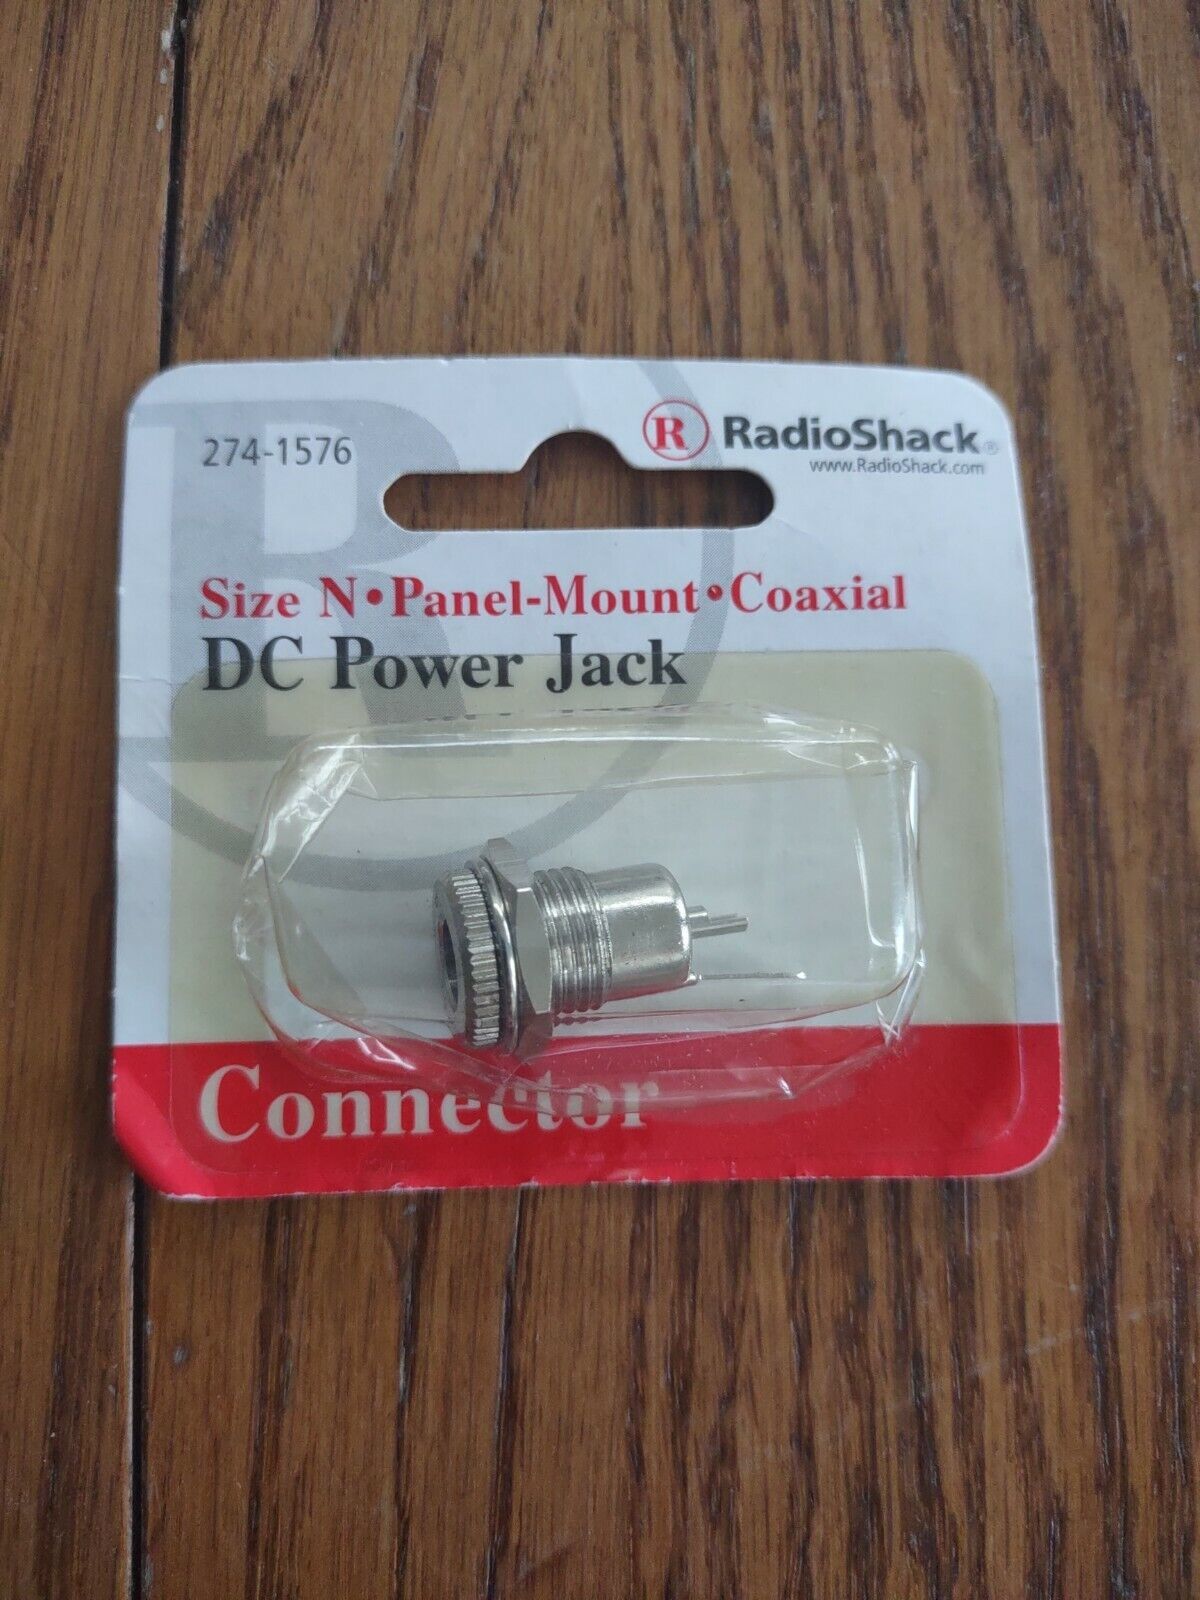 274-1576
R RadioShack®
www.RadioShack.com
Size N•Panel-Mount•Coaxial
DC Power Jack
Connector